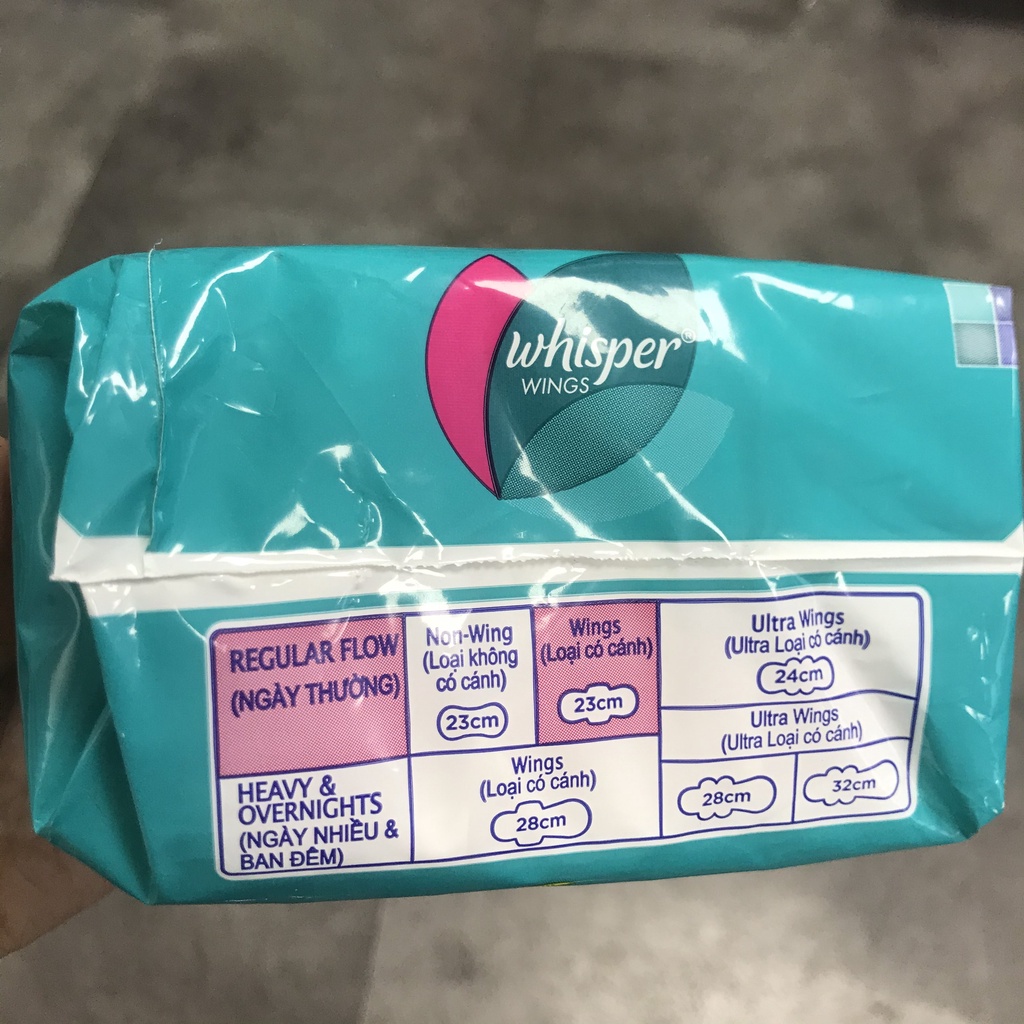 whisper®
WINGS
REGULAR FLOW
(NGÀY THƯỜNG)
Non-Wing
(Loại không
có cánh)
23cm
Wings
(Loại có cánh)
23cm
Ultra Wings
(Ultra Loại có cánh)
24cm
Ultra Wings
(Ultra Loại có cánh)
HEAVY &
OVERNIGHTS
(NGÀY NHIỀU &
BAN ĐÊM)
Wings
(Loại có cánh)
28cm
28cm
32cm